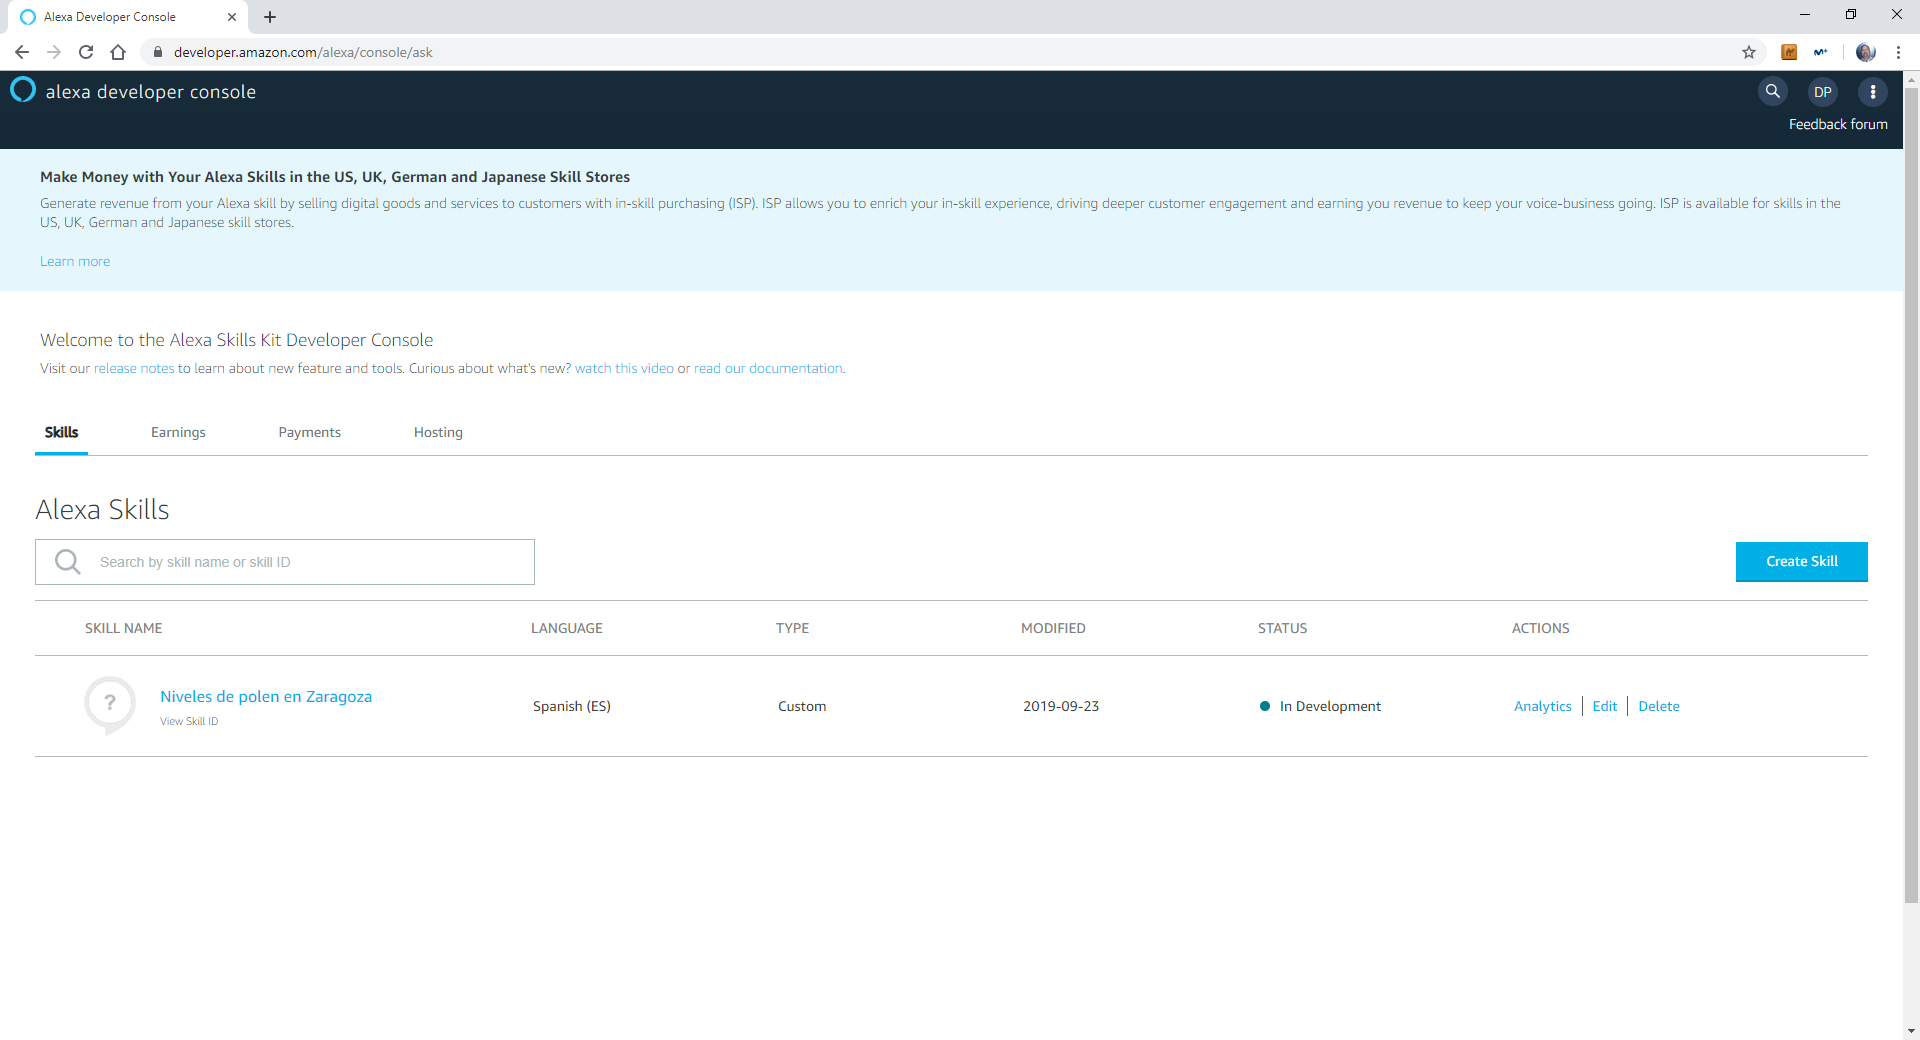 Alexa Developer Console
developer.amazon.com/alexa/console/ask
alexa developer console
DP
Feedback forum
Make Money with Your Alexa Skills in the US, UK, German and Japanese Skill Stores
Generate revenue from your Alexa skill by selling digital goods and services to customers with in-skill purchasing (ISP). ISP allows you to enrich your in-skill experience, driving deeper customer engagement and earning you revenue to keep your voice-business going. ISP is available for skills in the
US, UK, German and Japanese skill stores.
Learn more
Welcome to the Alexa Skills Kit Developer Console
Visit our release notes to learn about new feature and tools. Curious about what's new? watch this video or read our documentation.
Skills Earnings Payments Hosting
Alexa Skills
Search by skill name or skill ID
Create Skill
SKILL NAME LANGUAGE TYPE MODIFIED STATUS ACTIONS
? Niveles de polen en Zaragoza Spanish (ES) Custom 2019-09-23 In Development Analytics Edit Delete
View Skill ID